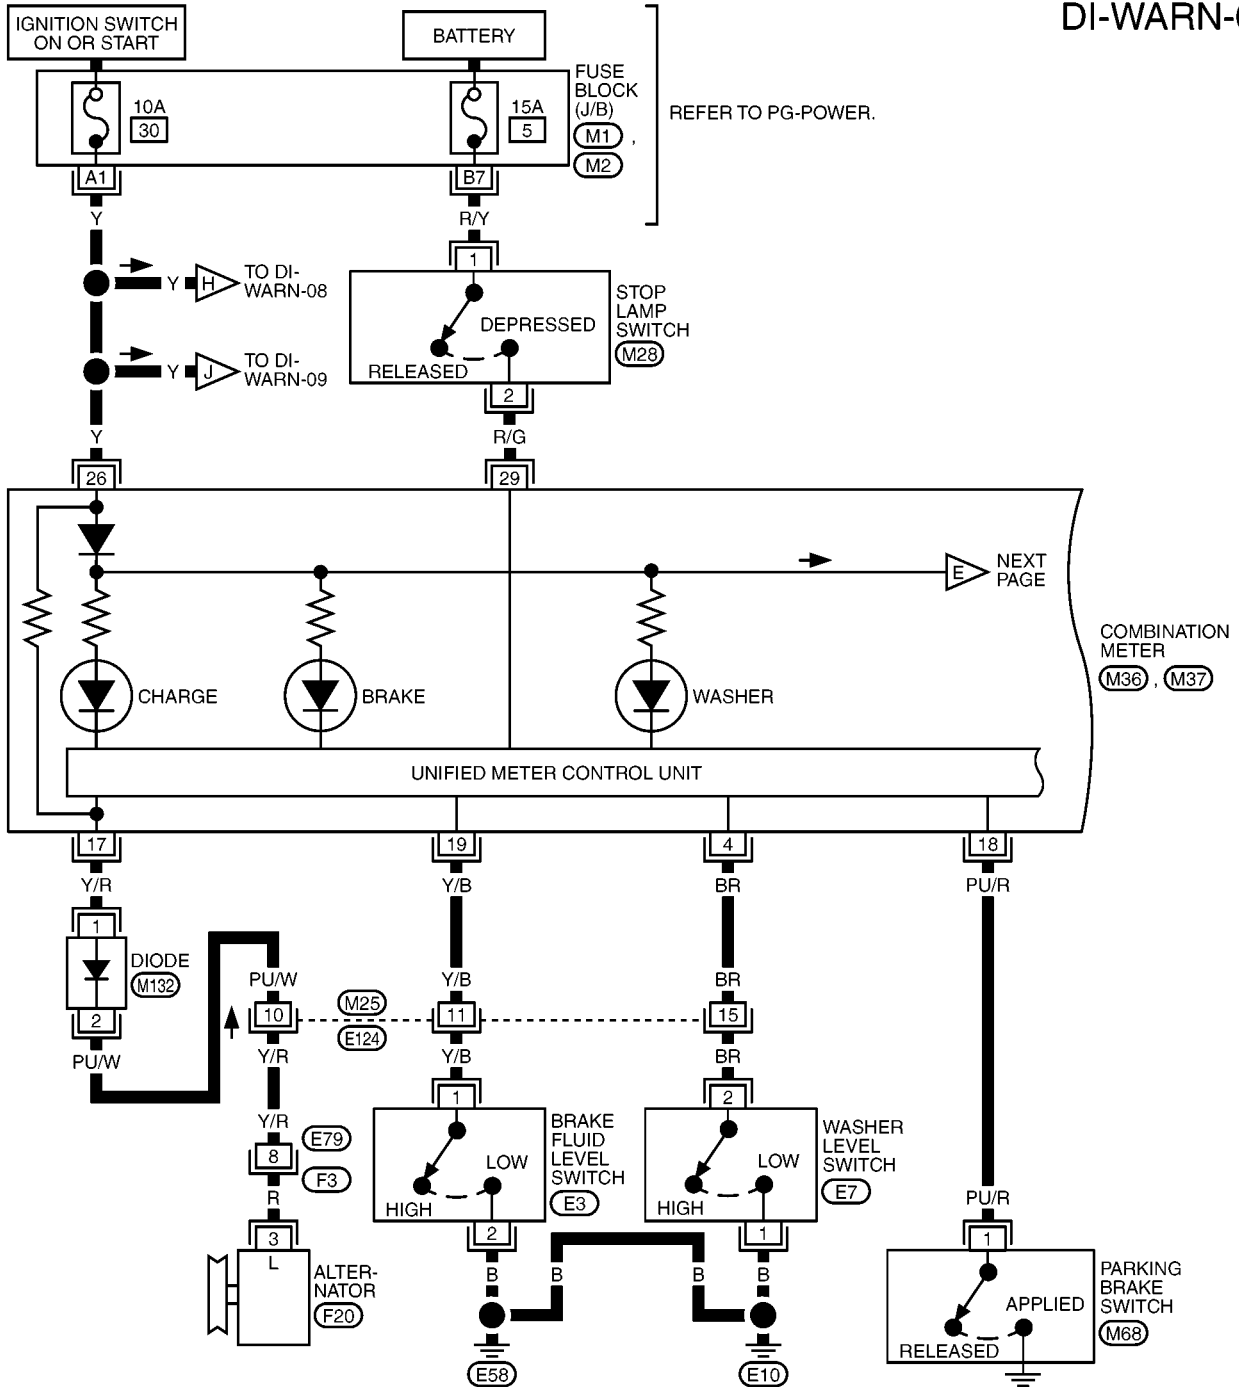 DI-WARN-0
IGNITION SWITCH
ON OR START
BATTERY
10A
30
15A
5
FUSE
BLOCK
(J/B)
M1 ,
M2
REFER TO PG-POWER.
A1
B7
Y
R/Y
Y
H
TO DI-
WARN-08
1
DEPRESSED
RELEASED
STOP
LAMP
SWITCH
M28
Y
J
TO DI-
WARN-09
2
Y
R/G
26
29
E
NEXT
PAGE
CHARGE
BRAKE
WASHER
COMBINATION
METER
M36 , M37
UNIFIED METER CONTROL UNIT
17
19
4
18
Y/R
Y/B
BR
PU/R
1
DIODE
M132
2
PU/W
PU/W
Y/B
BR
10
M25
E124
11
15
Y/R
Y/B
BR
Y/R
8
E79
F3
R
3
L
ALTER-
NATOR
F20
1
LOW
HIGH
BRAKE
FLUID
LEVEL
SWITCH
E3
2
2
LOW
HIGH
WASHER
LEVEL
SWITCH
E7
1
B
B
B
B
E58
E10
PU/R
1
APPLIED
RELEASED
PARKING
BRAKE
SWITCH
M68